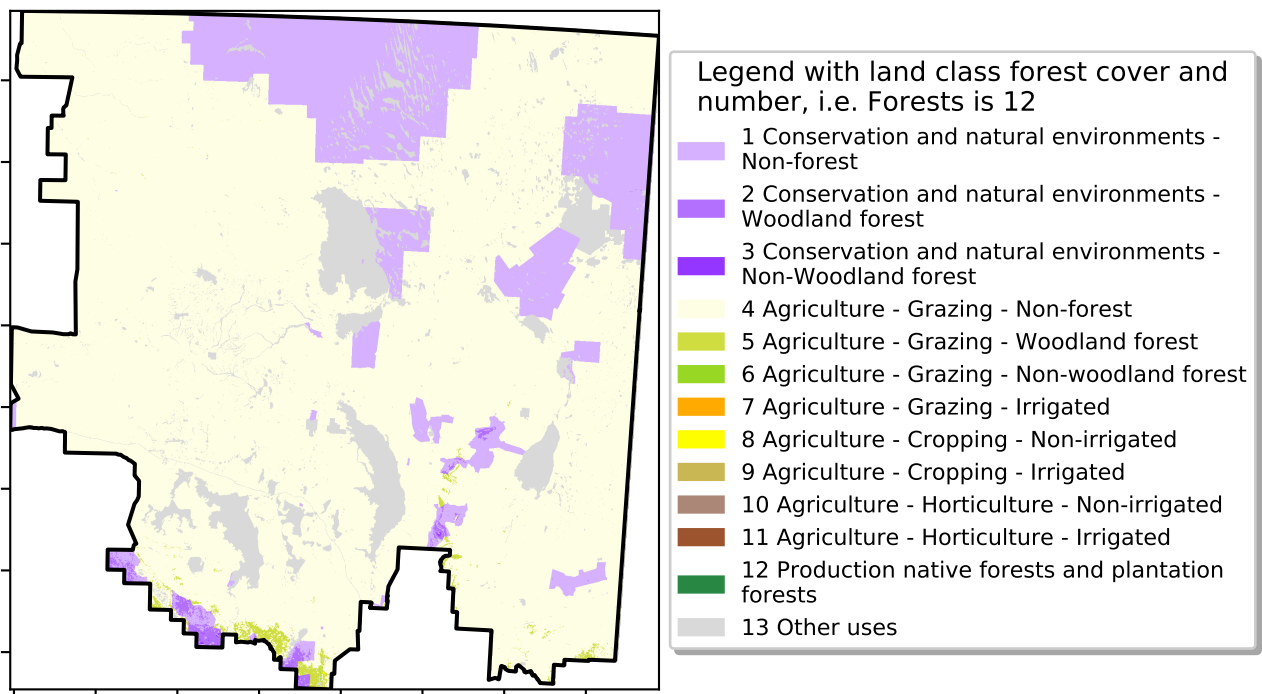 Legend with land class forest cover and
number, i.e. Forests is 12
1 Conservation and natural environments -
Non-forest
2 Conservation and natural environments -
Woodland forest
3 Conservation and natural environments -
Non-Woodland forest
4 Agriculture - Grazing - Non-forest
5 Agriculture - Grazing - Woodland forest
6 Agriculture - Grazing - Non-woodland forest
7 Agriculture - Grazing - Irrigated
8 Agriculture - Cropping - Non-irrigated
9 Agriculture - Cropping - Irrigated
10 Agriculture - Horticulture - Non-irrigated
11 Agriculture - Horticulture - Irrigated
12 Production native forests and plantation
forests
13 Other uses